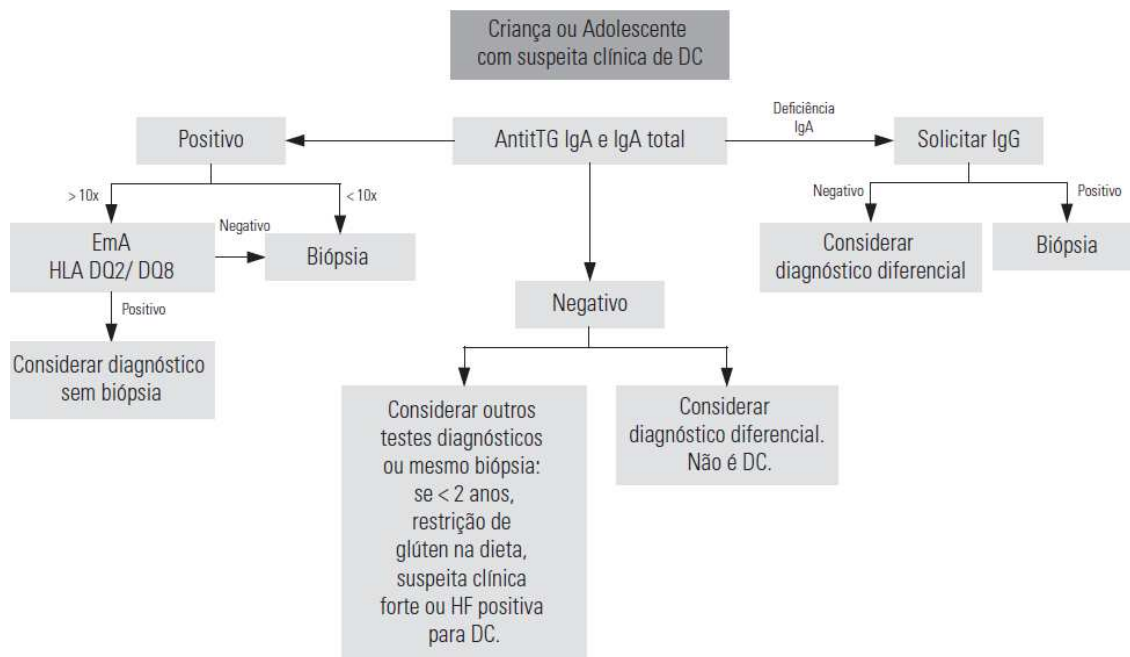 Criança ou Adolescente
com suspeita clínica de DC
Deficiência
IgA
Positivo
AntitTG IgA e IgA total
Solicitar IgG
> 10x
< 10x
Negativo
Positivo
EmA
HLA DQ2/ DQ8
Negativo
Biópsia
Considerar
diagnóstico diferencial
Biópsia
Positivo
Negativo
Considerar diagnóstico
sem biópsia
Considerar outros
testes diagnósticos
ou mesmo biópsia:
se < 2 anos,
restrição de
glúten na dieta,
suspeita clínica
forte ou HF positiva
para DC.
Considerar
diagnóstico diferencial.
Não é DC.